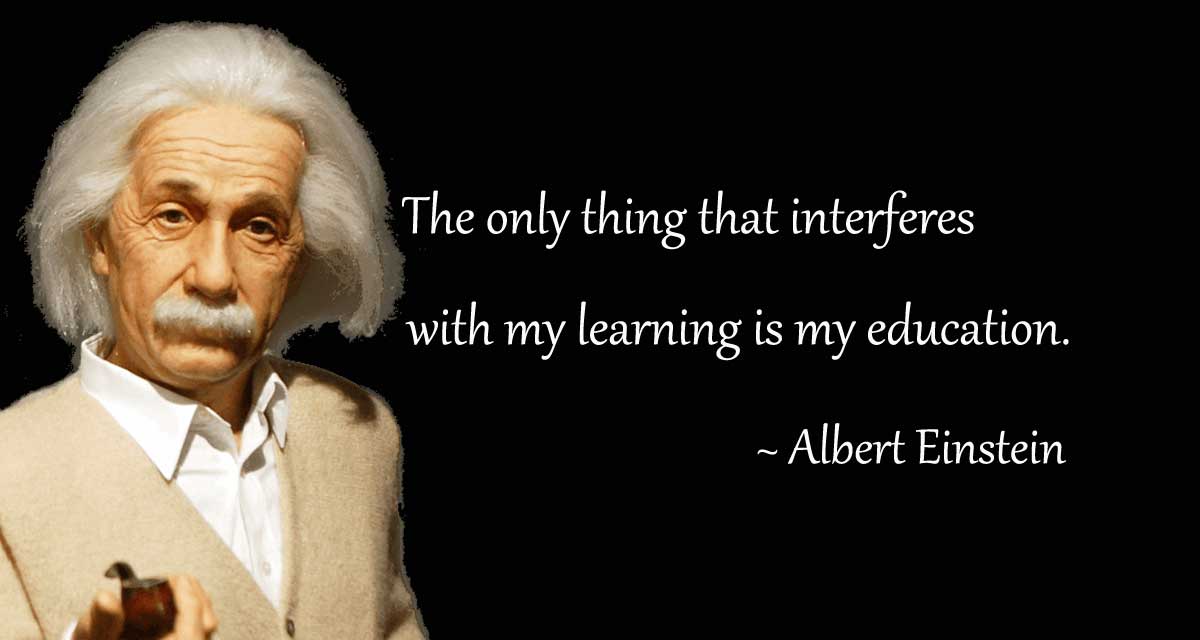 The only thing that interferes
with my learning is my education.
~ Albert Einstein